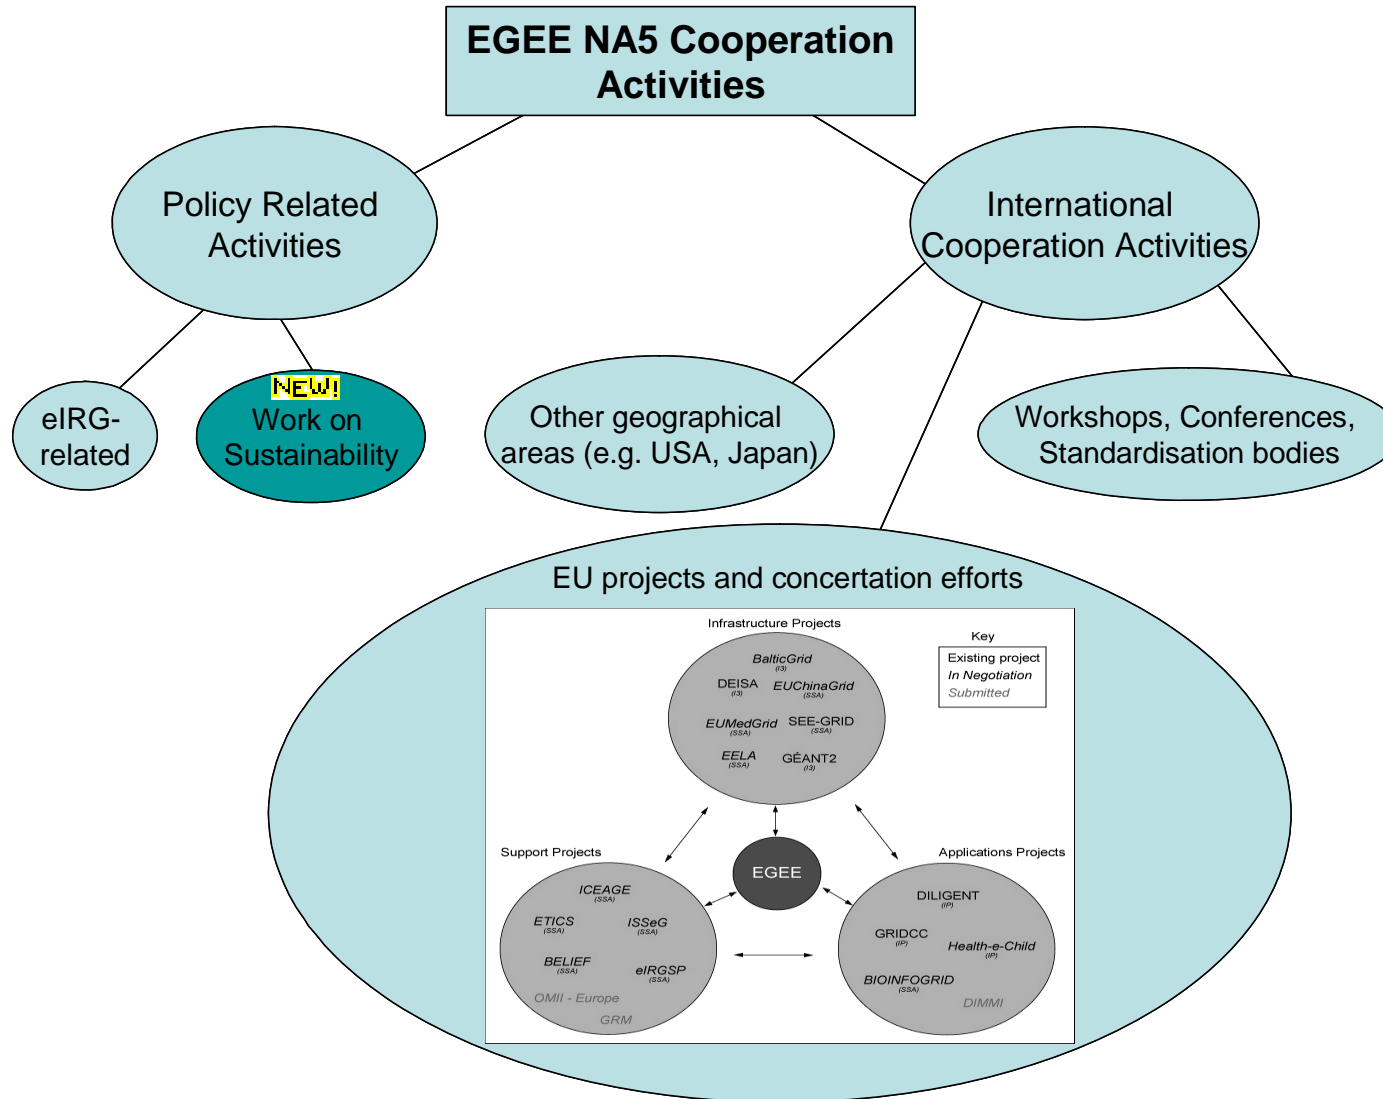 EGEE NA5 Cooperation
Activities
Policy Related
Activities
International
Cooperation Activities
eIRG-
related
NEW!
Work on
Sustainability
Other geographical
areas (e.g. USA, Japan)
Workshops, Conferences,
Standardisation bodies
EU projects and concertation efforts
Infrastructure Projects
BalticGrid
(I3)
DEISA
(I3)
EUChinaGrid
(SSA)
EUMedGrid
(SSA)
SEE-GRID
(SSA)
EELA
(SSA)
GÉANT2
(I3)
Key
Existing project
In Negotiation
Submitted
Support Projects
ICEAGE
(SSA)
ETICS
(SSA)
ISSeG
(SSA)
BELIEF
(SSA)
eIRGSP
(SSA)
OMII - Europe
GRM
EGEE
Applications Projects
DILIGENT
(IP)
GRIDCC
(IP)
Health-e-Child
(IP)
BIOINFOGRID
(SSA)
DIMMI